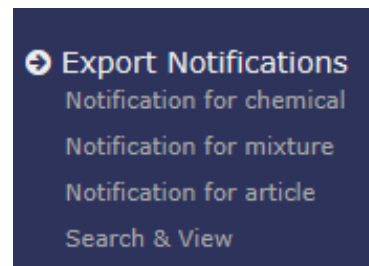 Export Notifications
Notification for chemical
Notification for mixture
Notification for article
Search & View